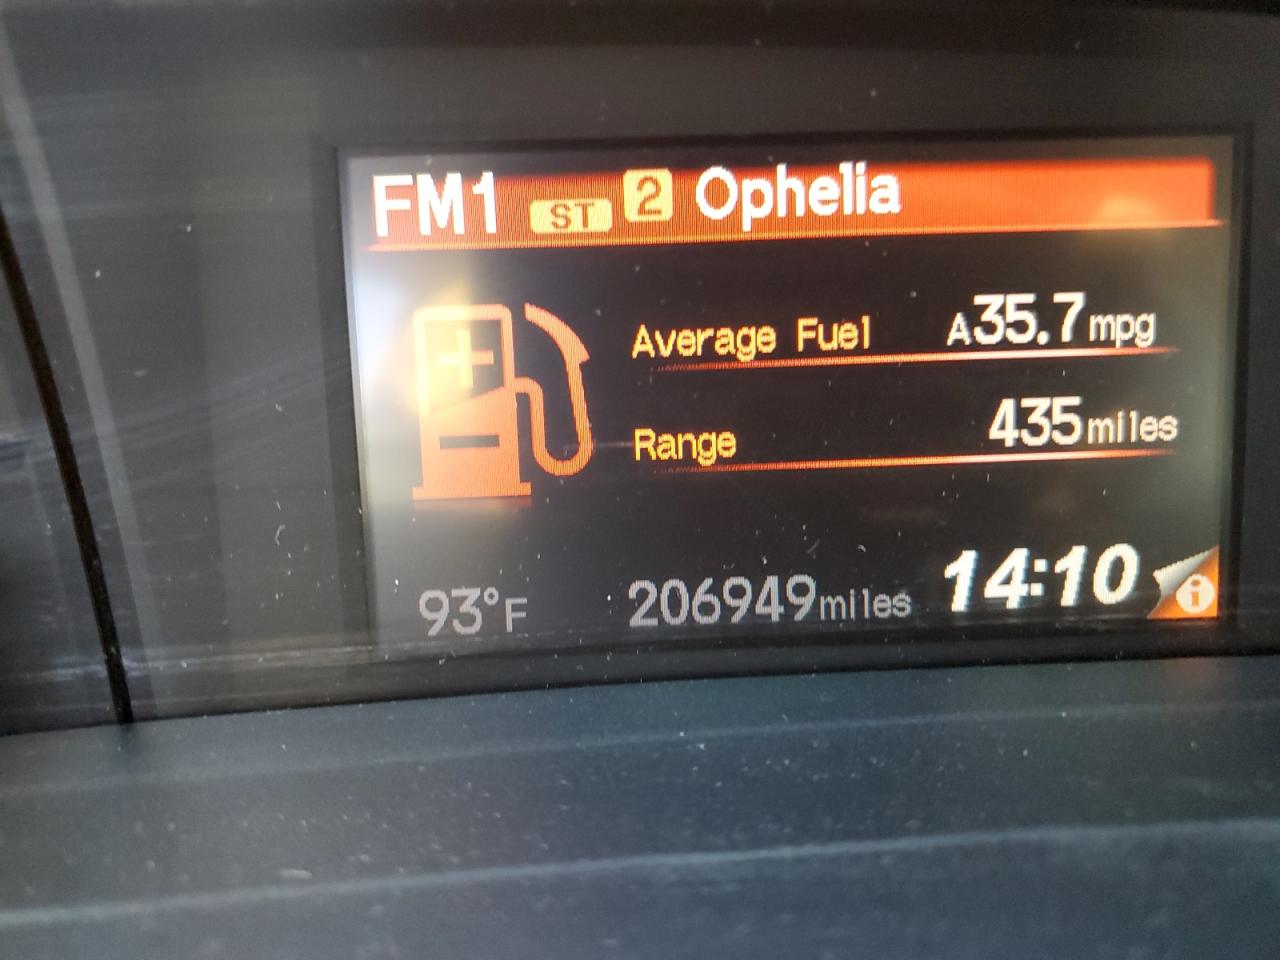 FM1 ST 2 Ophelia
Average Fuel A35.7mpg
Range 435miles
93°F 206949miles 14:10 i